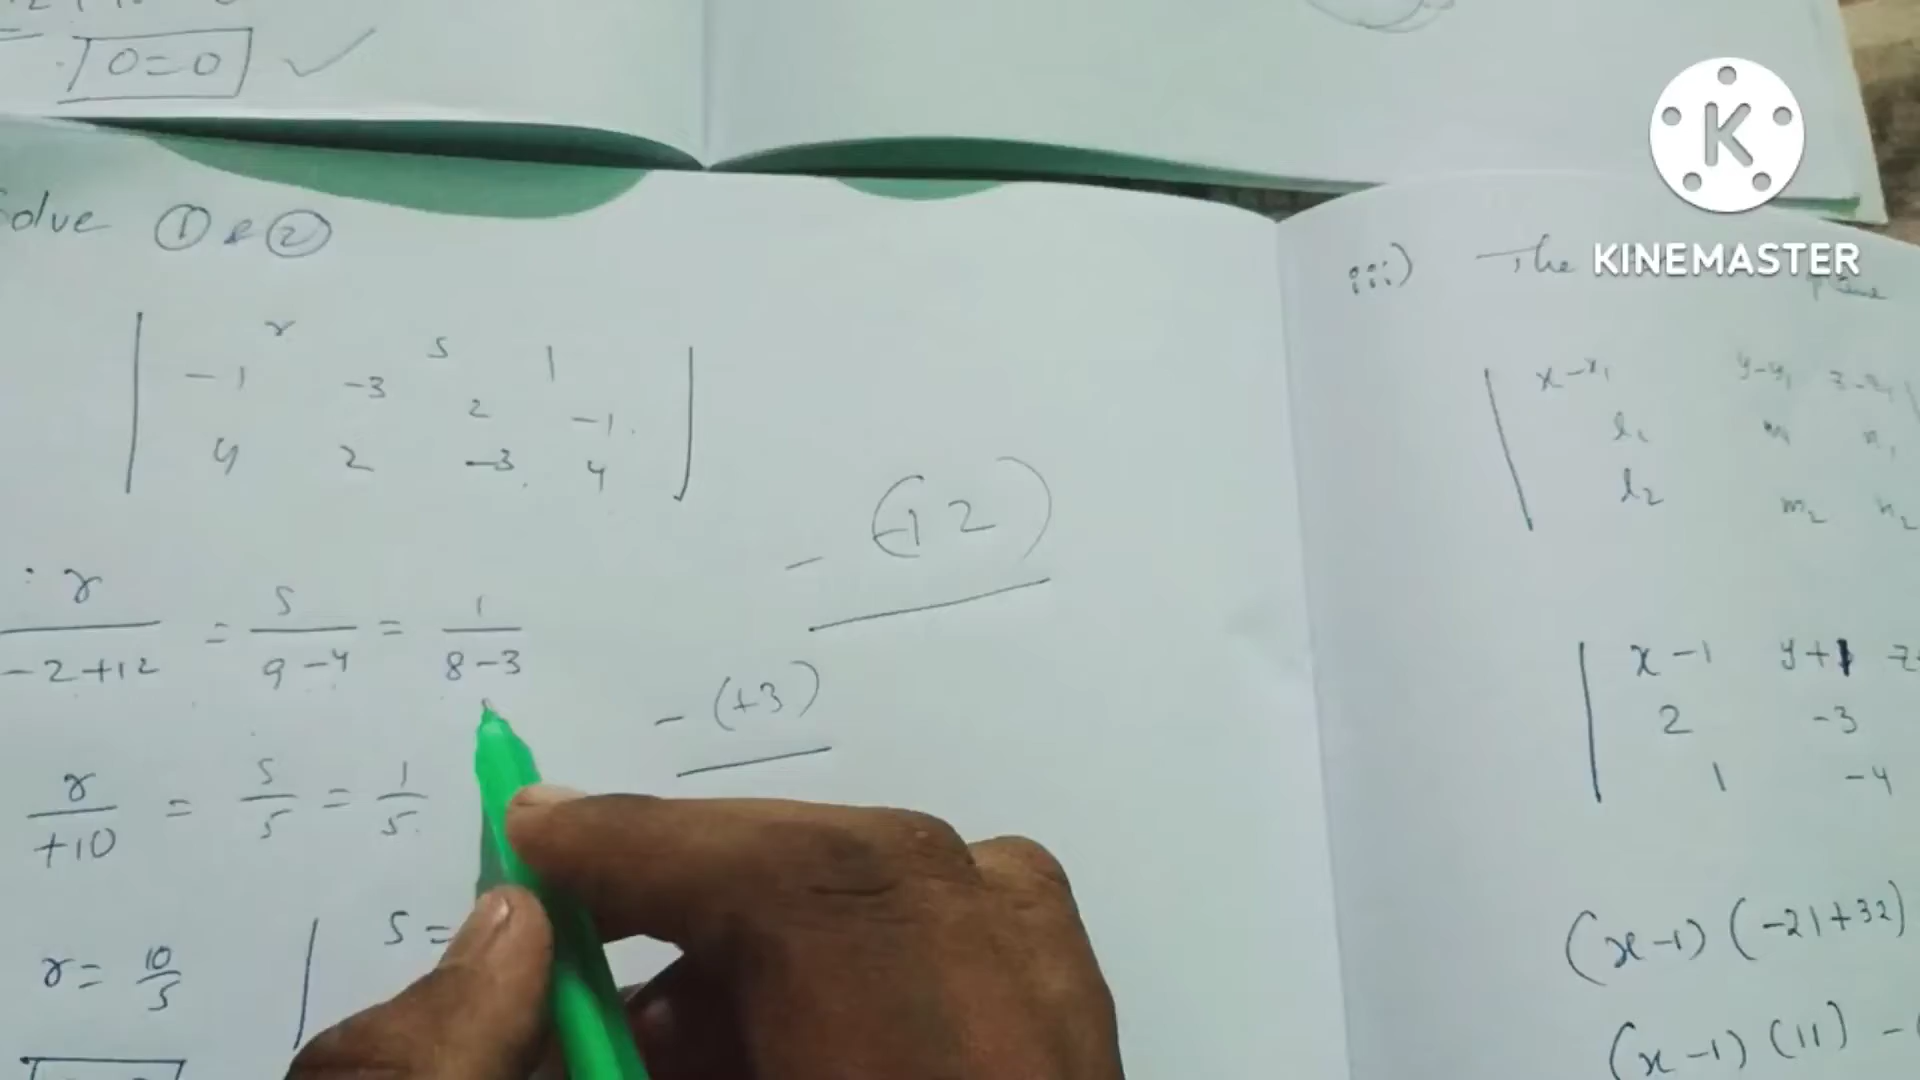 0=0
Solve ① & ②
r s 1
-1 -3 2 -1
4 2 -3 4
- (-12)
r/-2+12 = s/9-4 = 1/8-3
- (+3)
r/+10 = s/5 = 1/5
s =
r = 10/5
K
KINEMASTER
iii) The
x-x₁ y-y₁ z-z₁
l₁ m₁ n₁
l₂ m₂ n₂
x-1 y+1 z
2 -3
1 -4
(x-1) (-21+32)
(x-1) (11) -